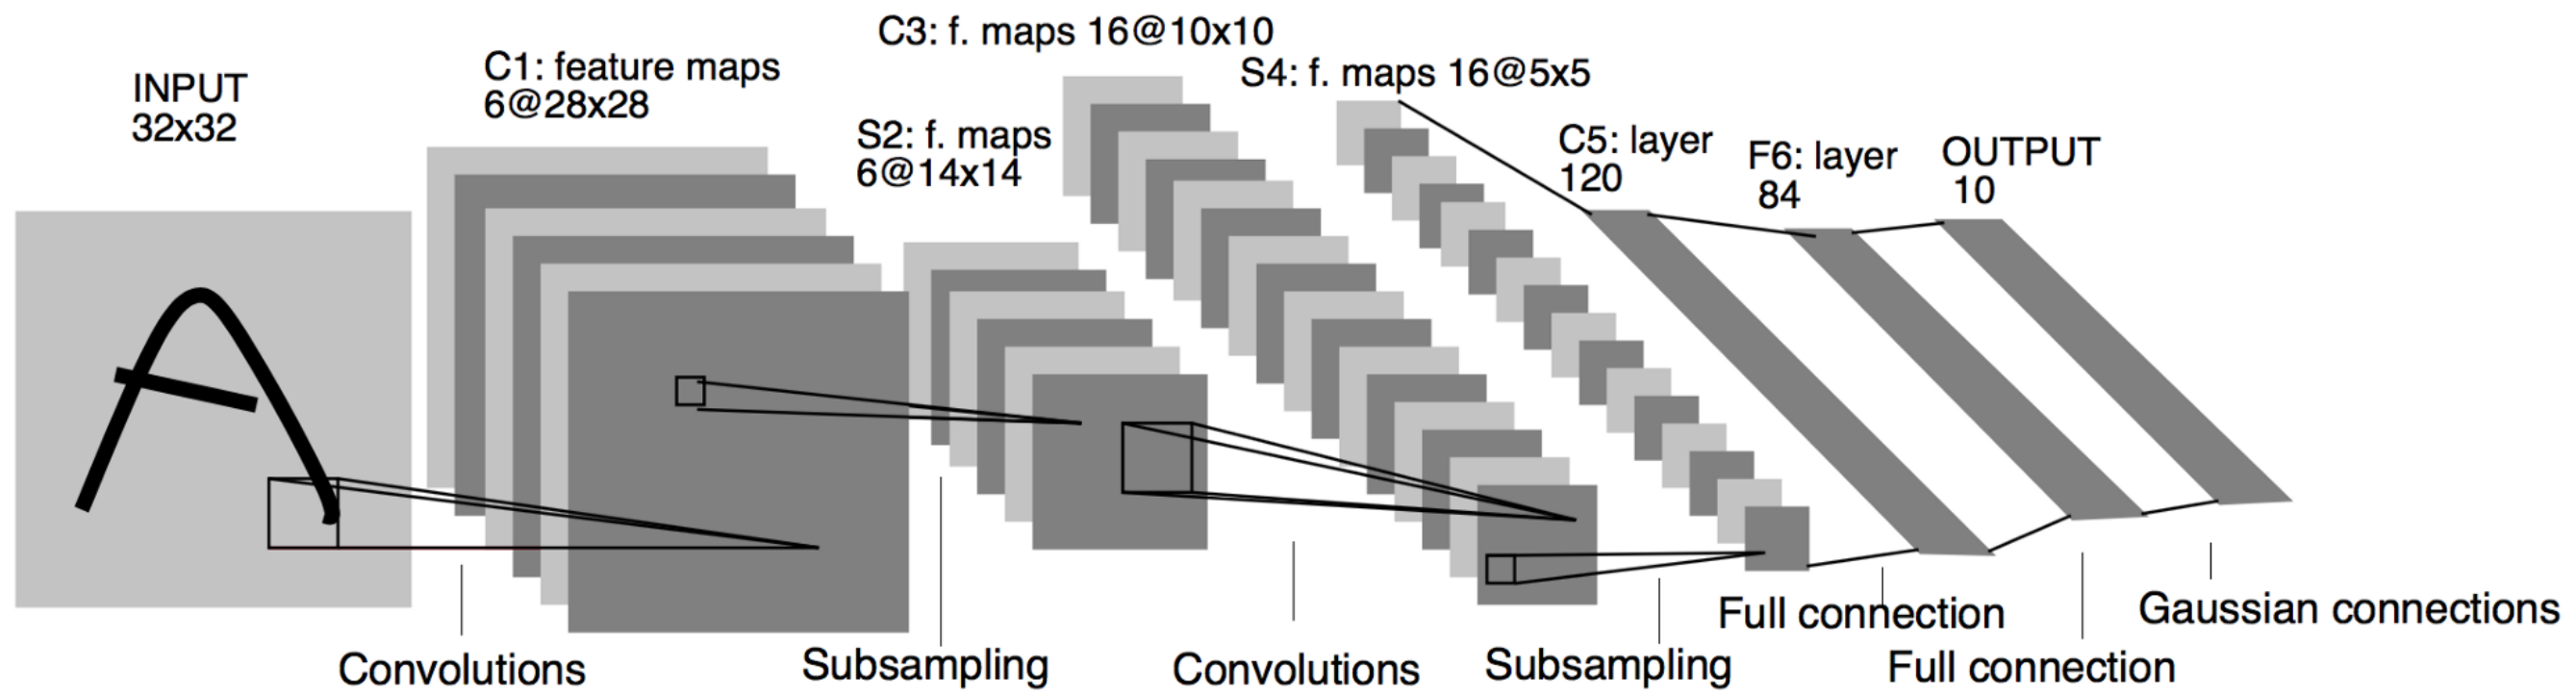 INPUT
32x32
C1: feature maps
6@28x28
S2: f. maps
6@14x14
C3: f. maps 16@10x10
S4: f. maps 16@5x5
C5: layer
120
F6: layer
84
OUTPUT
10
Convolutions
Subsampling
Convolutions
Subsampling
Full connection
Full connection
Gaussian connections